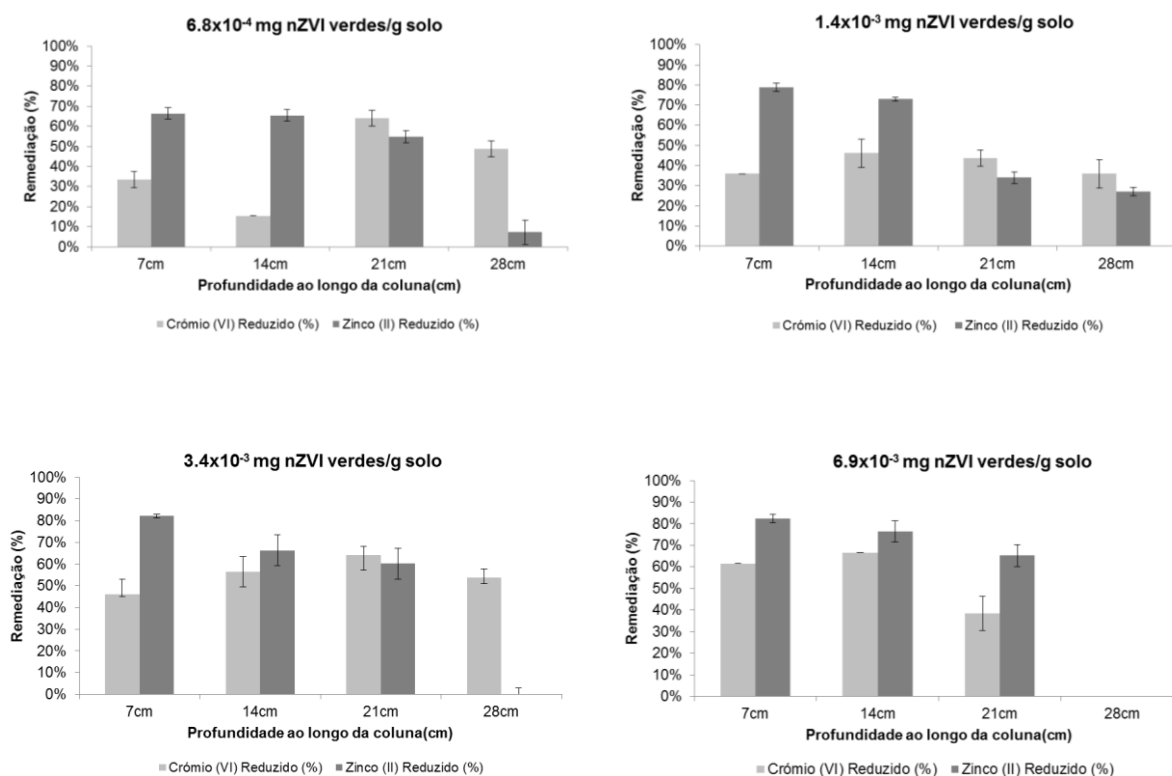 6.8x10⁻⁴ mg nZVI verdes/g solo
100%
90%
80%
70%
60%
50%
40%
30%
20%
10%
0%
Remediação (%)
7cm 14cm 21cm 28cm
Profundidade ao longo da coluna(cm)
Crómio (VI) Reduzido (%) Zinco (II) Reduzido (%)
1.4x10⁻³ mg nZVI verdes/g solo
100%
90%
80%
70%
60%
50%
40%
30%
20%
10%
0%
Remediação (%)
7cm 14cm 21cm 28cm
Profundidade ao longo da coluna(cm)
Crómio (VI) Reduzido (%) Zinco (II) Reduzido (%)
3.4x10⁻³ mg nZVI verdes/g solo
100%
90%
80%
70%
60%
50%
40%
30%
20%
10%
0%
Remediação (%)
7cm 14cm 21cm 28cm
Profundidade ao longo da coluna(cm)
Crómio (VI) Reduzido (%) Zinco (II) Reduzido (%)
6.9x10⁻³ mg nZVI verdes/g solo
100%
90%
80%
70%
60%
50%
40%
30%
20%
10%
0%
Remediação (%)
7cm 14cm 21cm 28cm
Profundidade ao longo da coluna(cm)
Crómio (VI) Reduzido (%) Zinco (II) Reduzido (%)